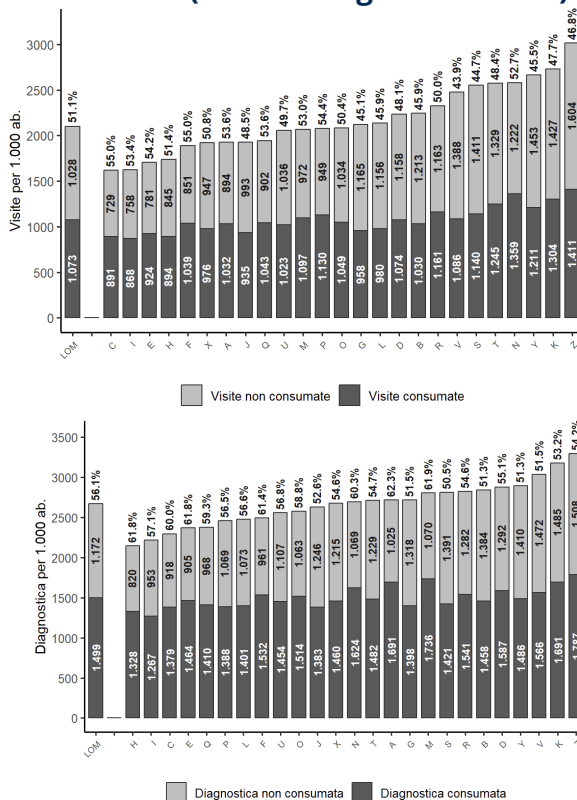 3000
2500
2000
1500
1000
500
0
Visite per 1.000 ab.
51.1% 55.0% 53.4% 54.2% 51.4% 55.0% 50.8% 53.6% 48.5% 53.6% 49.7% 53.0% 54.4% 50.4% 45.1% 45.9% 48.1% 45.9% 50.0% 43.9% 44.7% 48.4% 52.7% 45.5% 47.7% 46.8%
1.028 729 758 781 845 851 947 894 993 902 1.036 972 949 1.034 1.165 1.156 1.158 1.213 1.163 1.388 1.411 1.329 1.222 1.453 1.427 1.604
1.073 891 868 924 894 1.039 976 1.032 935 1.043 1.023 1.097 1.130 1.049 958 980 1.074 1.030 1.161 1.086 1.140 1.245 1.359 1.211 1.304 1.411
LOM C I E H F X A J Q U M P O G L D B R V S T N Y K Z
Visite non consumate Visite consumate
3500
3000
2500
2000
1500
1000
500
0
Diagnostica per 1.000 ab.
56.1% 61.8% 57.1% 60.0% 61.8% 59.3% 56.5% 56.6% 61.4% 56.8% 58.8% 52.6% 54.6% 60.3% 54.7% 62.3% 51.5% 61.9% 50.5% 54.6% 51.3% 55.1% 51.3% 51.5% 53.2% 54.2%
1.172 820 953 918 905 968 1.069 1.073 961 1.107 1.063 1.246 1.215 1.069 1.229 1.025 1.318 1.070 1.391 1.282 1.384 1.292 1.410 1.472 1.485 1.508
1.499 1.328 1.267 1.379 1.464 1.410 1.388 1.401 1.532 1.454 1.514 1.383 1.460 1.624 1.482 1.691 1.398 1.736 1.421 1.541 1.458 1.587 1.486 1.566 1.691 1.787
LOM H I C E Q P L F U O J X N T A G M S R B D Y V K
Diagnostica non consumata Diagnostica consumata